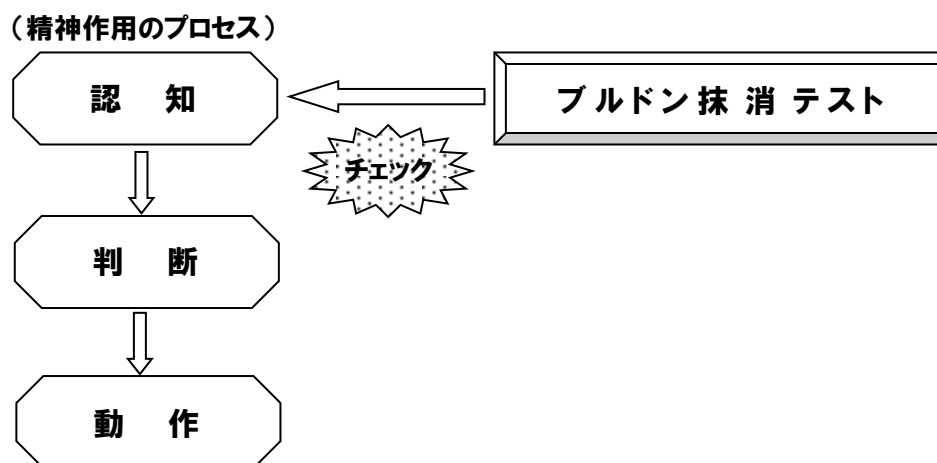 （精神作用のプロセス）
認　知
ブルドン抹消テスト
チェック
判　断
動　作